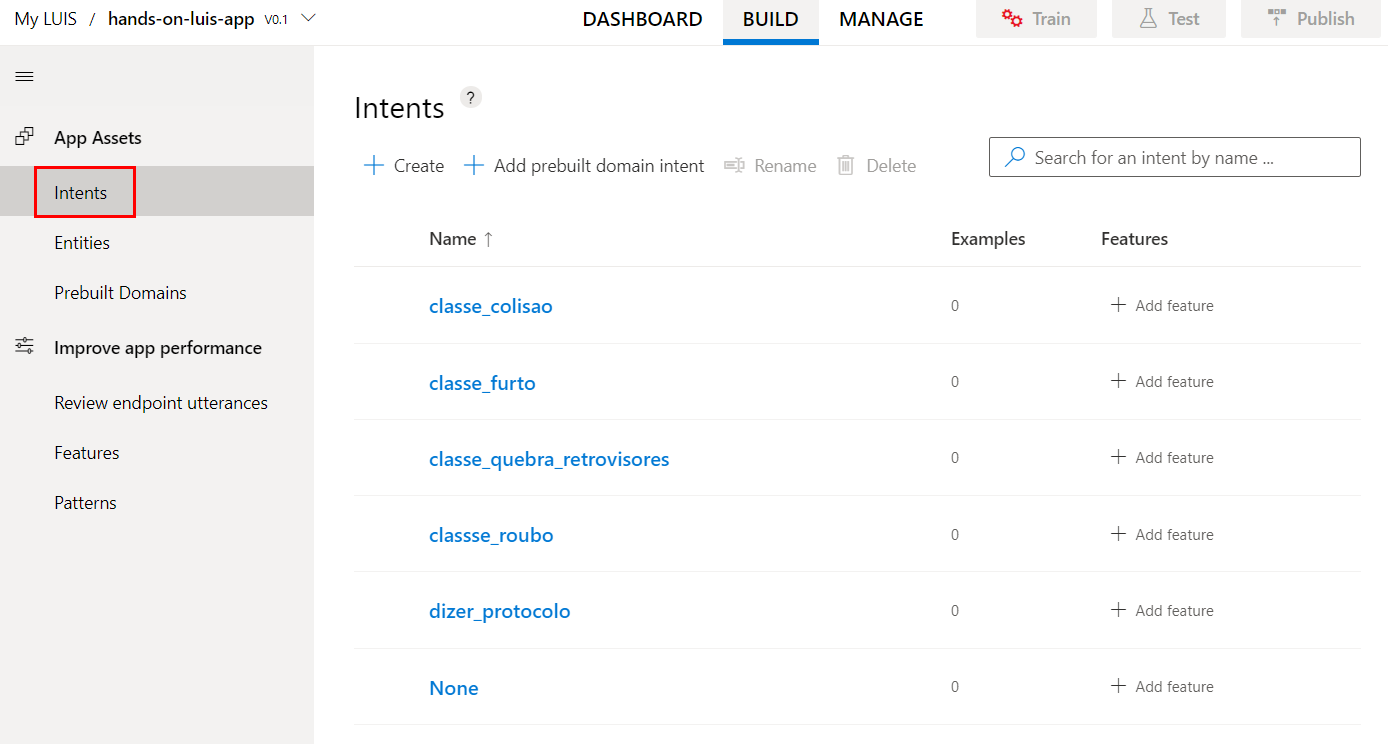 My LUIS / hands-on-luis-app V0.1 DASHBOARD BUILD MANAGE Train Test Publish
App Assets
Intents
Entities
Prebuilt Domains
Improve app performance
Review endpoint utterances
Features
Patterns
Intents ?
Create Add prebuilt domain intent Rename Delete Search for an intent by name ...
Name ↑ Examples Features
classe_colisao 0 + Add feature
classe_furto 0 + Add feature
classe_quebra_retrovisores 0 + Add feature
classse_roubo 0 + Add feature
dizer_protocolo 0 + Add feature
None 0 + Add feature